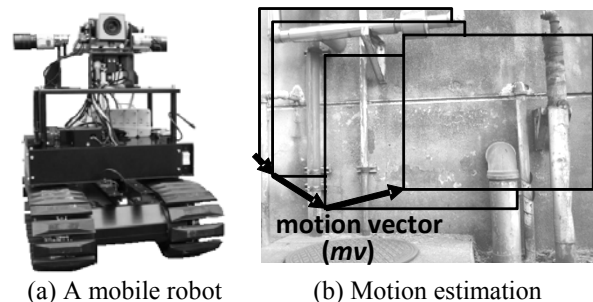 motion vector
(mv)
(a) A mobile robot
(b) Motion estimation